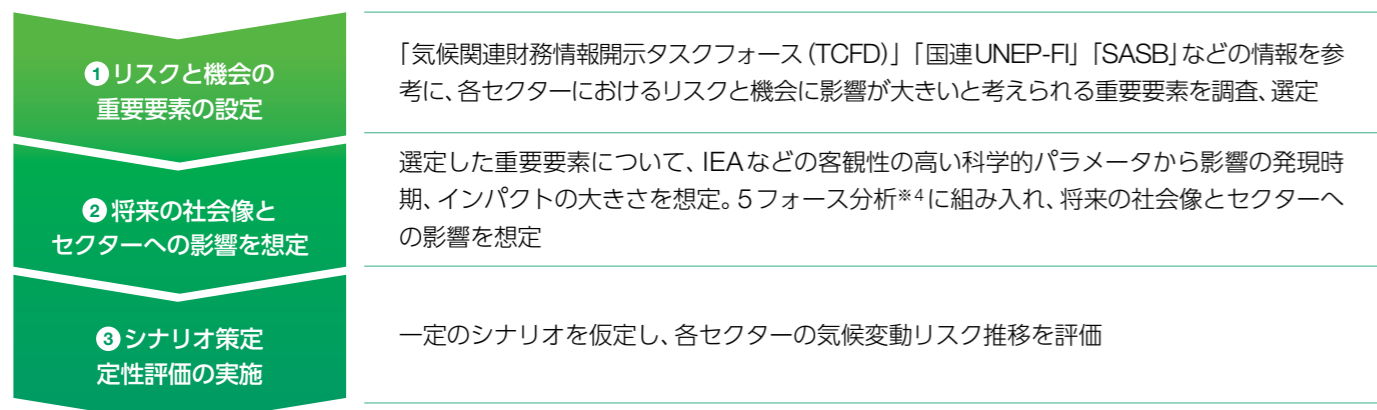 ❶リスクと機会の
重要要素の設定
「気候関連財務情報開示タスクフォース（TCFD）」「国連UNEP-FI」「SASB」などの情報を参
考に、各セクターにおけるリスクと機会に影響が大きいと考えられる重要要素を調査、選定
❷将来の社会像と
セクターへの影響を想定
選定した重要要素について、IEAなどの客観性の高い科学的パラメータから影響の発現時
期、インパクトの大きさを想定。5フォース分析※4に組み入れ、将来の社会像とセクターへ
の影響を想定
❸シナリオ策定
定性評価の実施
一定のシナリオを仮定し、各セクターの気候変動リスク推移を評価